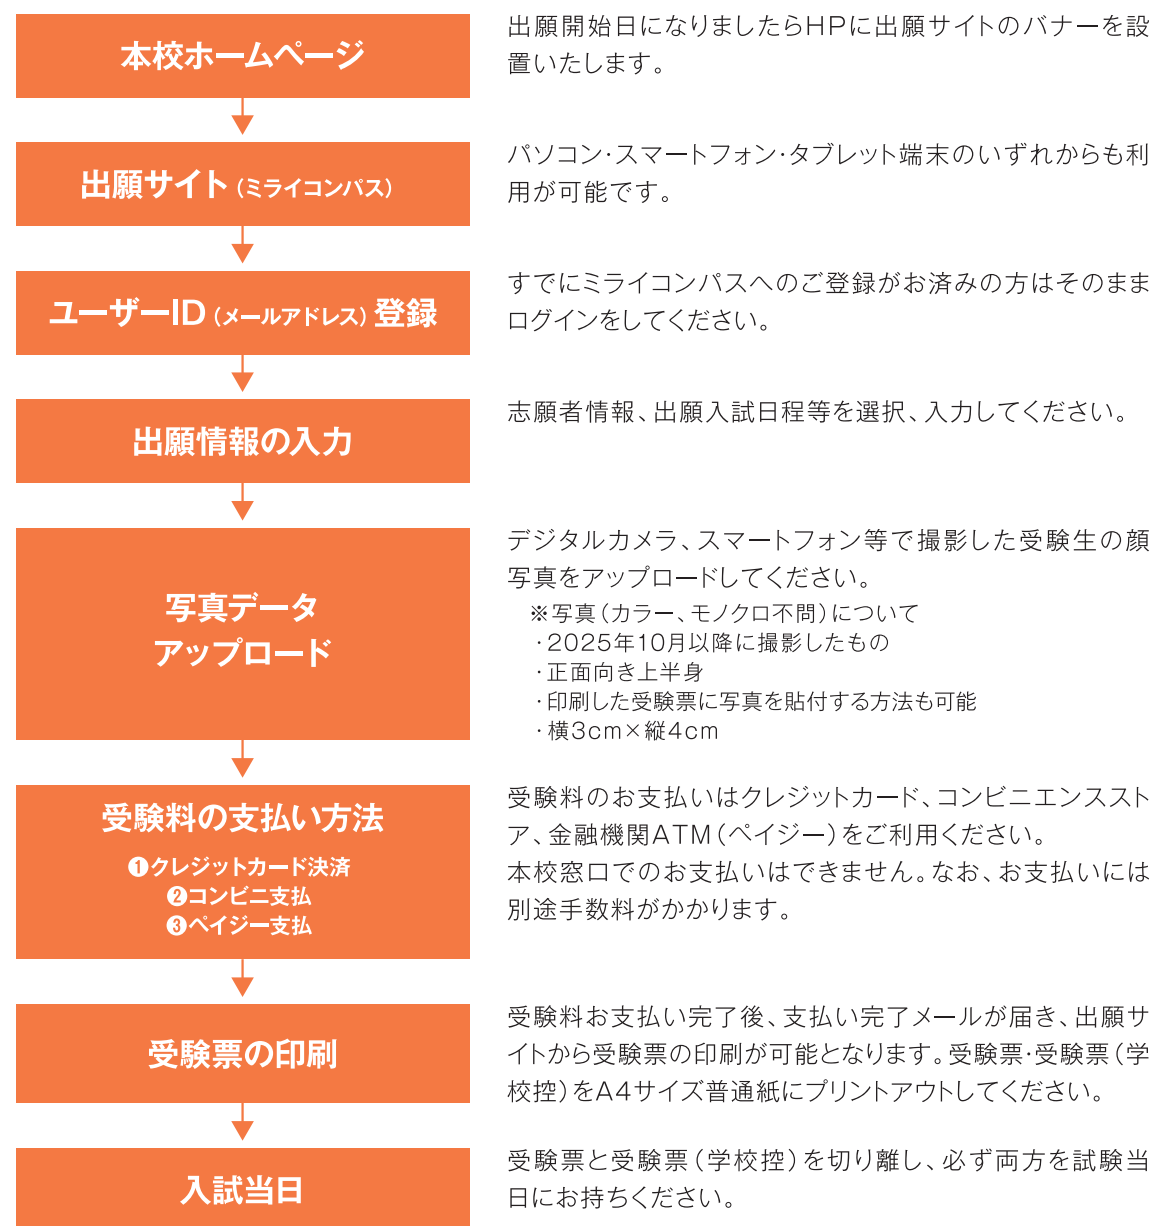 本校ホームページ
出願開始日になりましたらHPに出願サイトのバナーを設
置いたします。
出願サイト（ミライコンパス）
パソコン・スマートフォン・タブレット端末のいずれからも利
用が可能です。
ユーザーID（メールアドレス）登録
すでにミライコンパスへのご登録がお済みの方はそのまま
ログインをしてください。
出願情報の入力
志願者情報、出願入試日程等を選択、入力してください。
写真データ
アップロード
デジタルカメラ、スマートフォン等で撮影した受験生の顔
写真をアップロードしてください。
※写真（カラー、モノクロ不問）について
・2025年10月以降に撮影したもの
・正面向き上半身
・印刷した受験票に写真を貼付する方法も可能
・横3cm×縦4cm
受験料の支払い方法
❶クレジットカード決済
❷コンビニ支払
❸ペイジー支払
受験料のお支払いはクレジットカード、コンビニエンススト
ア、金融機関ATM（ペイジー）をご利用ください。
本校窓口でのお支払いはできません。なお、お支払いには
別途手数料がかかります。
受験票の印刷
受験料お支払い完了後、支払い完了メールが届き、出願サ
イトから受験票の印刷が可能となります。受験票・受験票（学
校控）をA4サイズ普通紙にプリントアウトしてください。
入試当日
受験票と受験票（学校控）を切り離し、必ず両方を試験当
日にお持ちください。